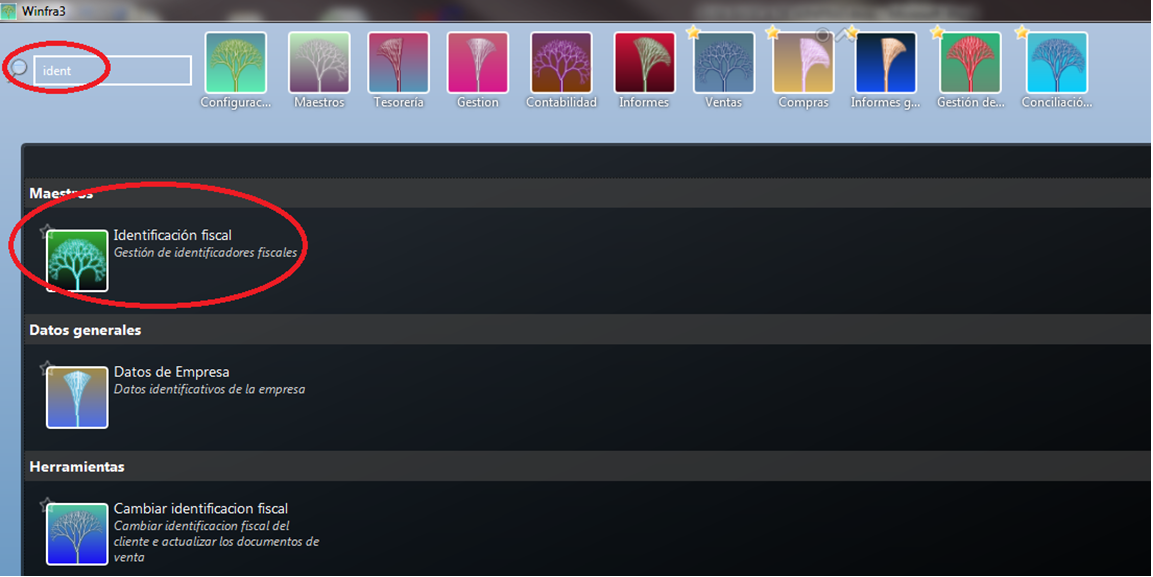 Winfra3
ident
Configurac... Maestros Tesorería Gestion Contabilidad Informes Ventas Compras Informes g... Gestión de... Conciliació...
Maestros
Identificación fiscal
Gestión de identificadores fiscales
Datos generales
Datos de Empresa
Datos identificativos de la empresa
Herramientas
Cambiar identificacion fiscal
Cambiar identificacion fiscal del
cliente e actualizar los documentos de
venta